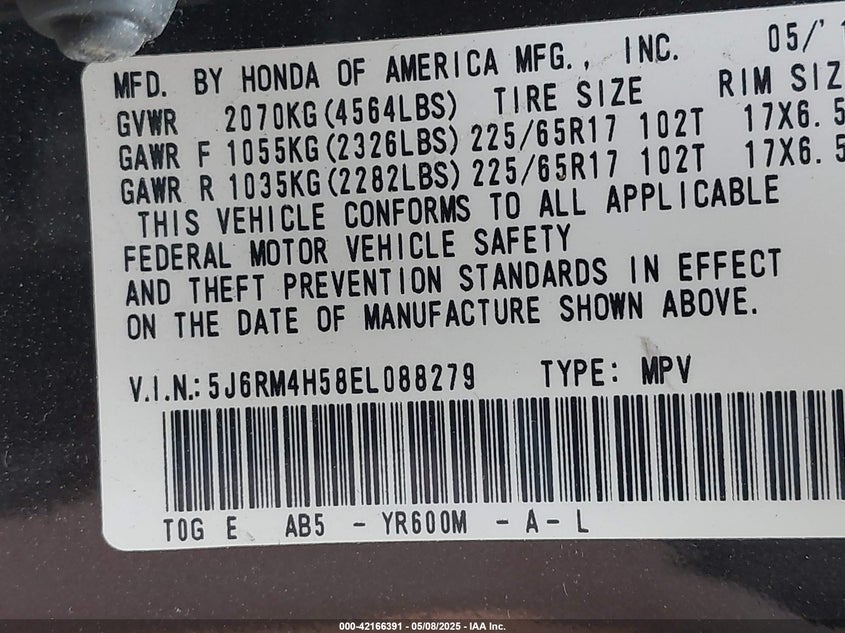 MFD. BY HONDA OF AMERICA MFG., INC. 05/'1
GVWR 2070KG(4564LBS) TIRE SIZE RIM SIZ
GAWR F 1055KG(2326LBS) 225/65R17 102T 17X6.5
GAWR R 1035KG(2282LBS) 225/65R17 102T 17X6.5
THIS VEHICLE CONFORMS TO ALL APPLICABLE
FEDERAL MOTOR VEHICLE SAFETY
AND THEFT PREVENTION STANDARDS IN EFFECT
ON THE DATE OF MANUFACTURE SHOWN ABOVE.
V.I.N.: 5J6RM4H58EL088279 TYPE: MPV
T0G E AB5 - YR600M - A - L
000-42166391 - 05/08/2025 - IAA Inc.